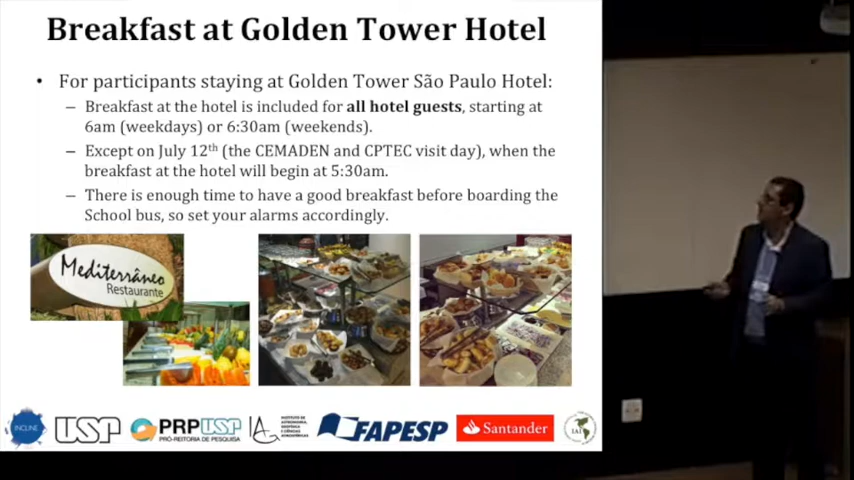 Breakfast at Golden Tower Hotel
• For participants staying at Golden Tower São Paulo Hotel:
– Breakfast at the hotel is included for all hotel guests, starting at
6am (weekdays) or 6:30am (weekends).
– Except on July 12th (the CEMADEN and CPTEC visit day), when the
breakfast at the hotel will begin at 5:30am.
– There is enough time to have a good breakfast before boarding the
School bus, so set your alarms accordingly.
Mediterrâneo
Restaurante
INCLINE
USP
PRPUSP
PRÓ-REITORIA DE PESQUISA
IAG
INSTITUTO DE
ASTRONOMIA,
GEOFÍSICA
E CIÊNCIAS
ATMOSFÉRICAS
FAPESP
Santander
IAI